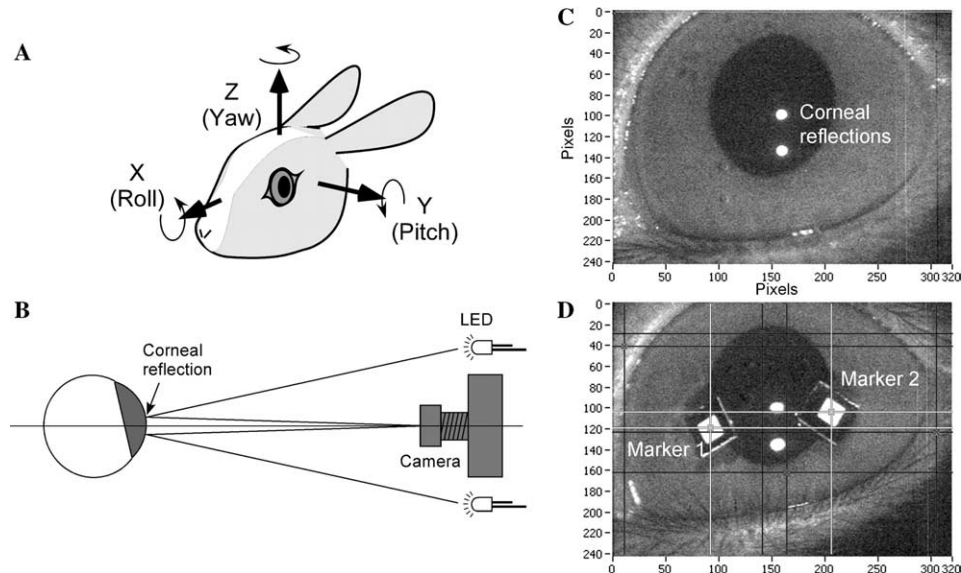 A
Z
(Yaw)
X
(Roll)
Y
(Pitch)
B
LED
Corneal
reflection
Camera
C
0
20
40
60
80
100
120
140
160
180
200
220
240
Pixels
Corneal
reflections
0 50 100 150 200 250 300 320
Pixels
D
0
20
40
60
80
100
120
140
160
180
200
220
240
Marker 2
Marker 1
0 50 100 150 200 250 300 320